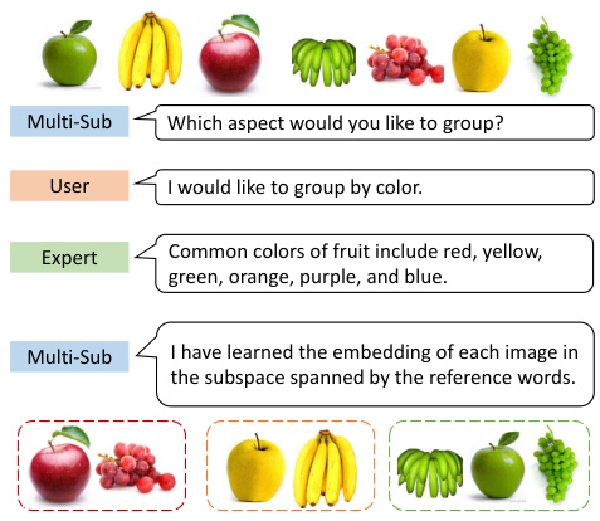 Multi-Sub
Which aspect would you like to group?
User
I would like to group by color.
Expert
Common colors of fruit include red, yellow,
green, orange, purple, and blue.
Multi-Sub
I have learned the embedding of each image in
the subspace spanned by the reference words.